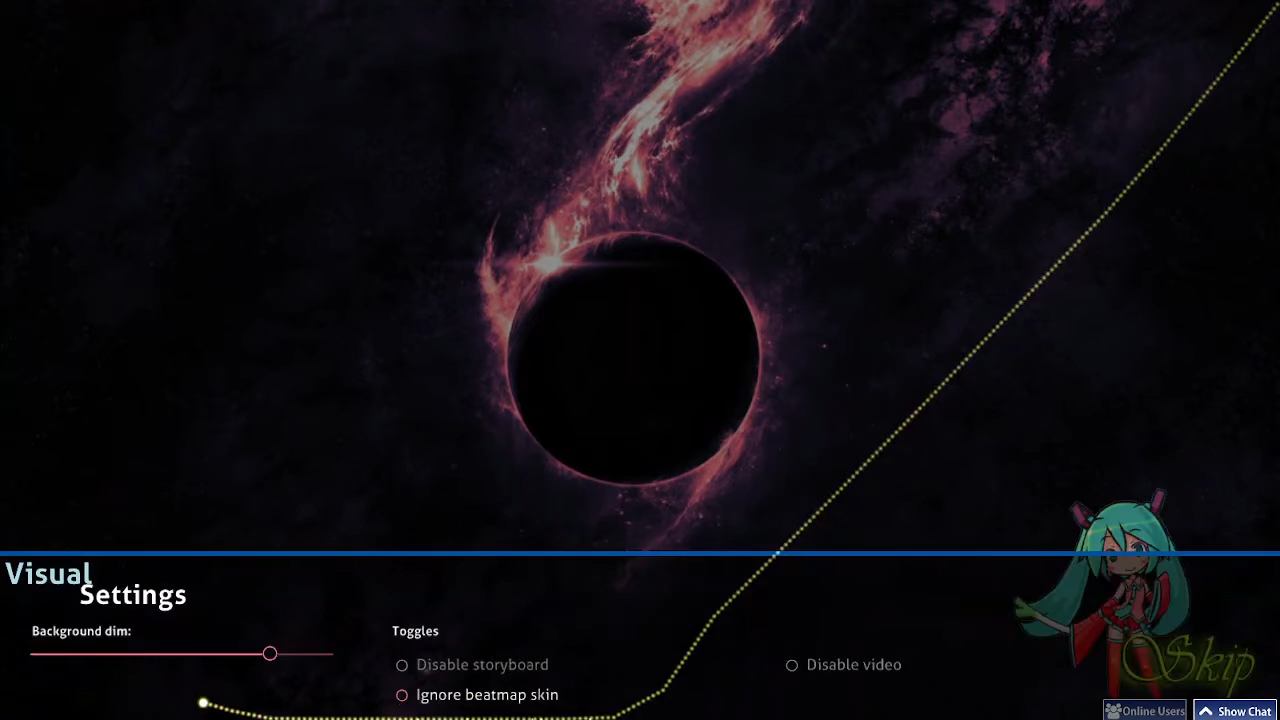 Visual
Settings
Background dim:
Toggles
Disable storyboard
Disable video
Ignore beatmap skin
Skip
Online Users
Show Chat